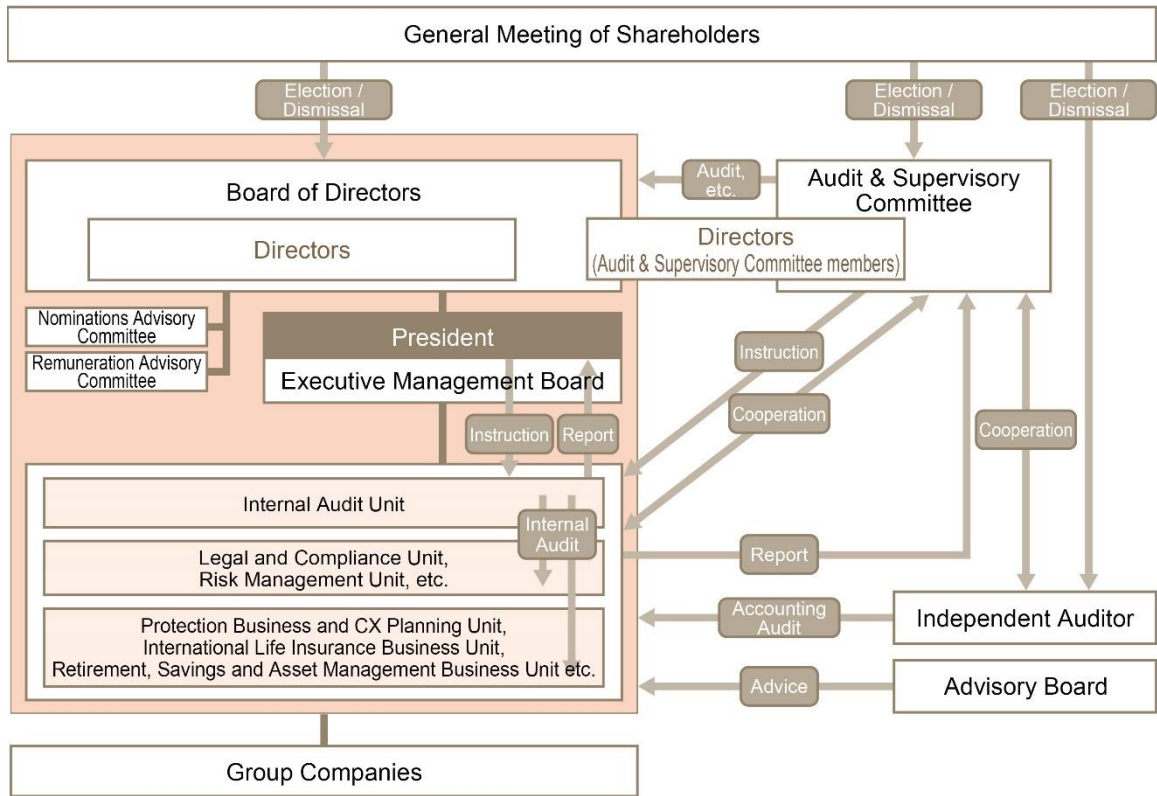 General Meeting of Shareholders
Election /
Dismissal
Election /
Dismissal
Election /
Dismissal
Board of Directors
Directors
Audit,
etc.
Audit & Supervisory
Committee
Directors
(Audit & Supervisory Committee members)
Nominations Advisory
Committee
Remuneration Advisory
Committee
President
Executive Management Board
Instruction
Report
Instruction
Cooperation
Cooperation
Internal Audit Unit
Internal
Audit
Legal and Compliance Unit,
Risk Management Unit, etc.
Report
Protection Business and CX Planning Unit,
International Life Insurance Business Unit,
Retirement, Savings and Asset Management Business Unit etc.
Accounting
Audit
Independent Auditor
Advice
Advisory Board
Group Companies